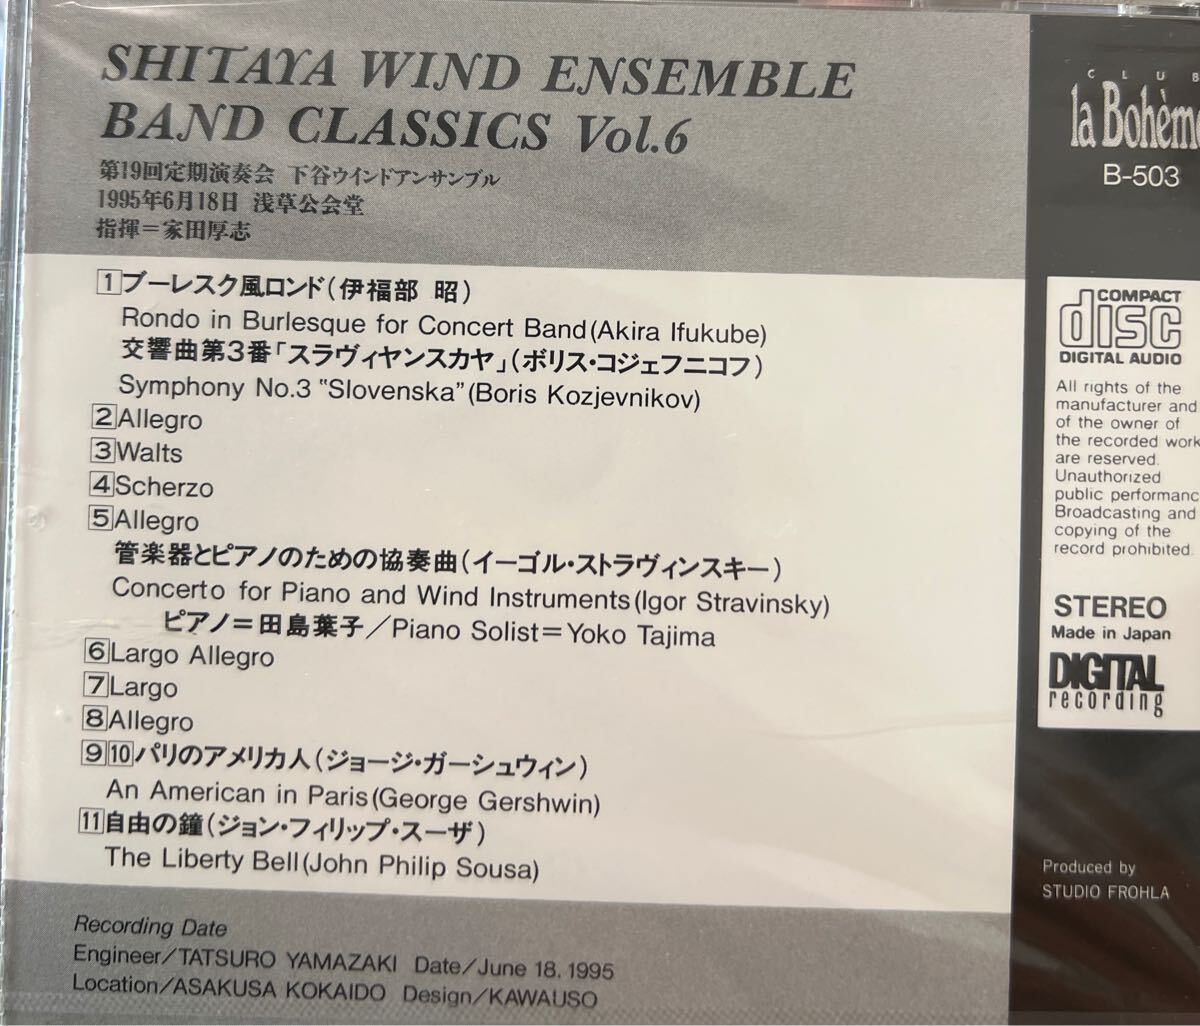 SHITAYA WIND ENSEMBLE
BAND CLASSICS Vol.6
第19回定期演奏会 下谷ウインドアンサンブル
1995年6月18日 浅草公会堂
指揮＝家田厚志
1ブーレスク風ロンド(伊福部 昭)
Rondo in Burlesque for Concert Band(Akira Ifukube)
交響曲第3番「スラヴィヤンスカヤ」(ボリス・コジェフニコフ)
Symphony No.3 "Slovenska"(Boris Kozjevnikov)
2Allegro
3Walts
4Scherzo
5Allegro
管楽器とピアノのための協奏曲(イーゴル・ストラヴィンスキー)
Concerto for Piano and Wind Instruments(Igor Stravinsky)
ピアノ＝田島葉子／Piano Solist＝Yoko Tajima
6Largo Allegro
7Largo
8Allegro
9 10パリのアメリカ人(ジョージ・ガーシュウィン)
An American in Paris(George Gershwin)
11自由の鐘(ジョン・フィリップ・スーザ)
The Liberty Bell(John Philip Sousa)
Recording Date
Engineer/TATSURO YAMAZAKI Date/June 18. 1995
Location/ASAKUSA KOKAIDO Design/KAWAUSO
CLUB
la Bohème
B-503
COMPACT
disc
DIGITAL AUDIO
All rights of the
manufacturer and
of the owner of
the recorded work
are reserved.
Unauthorized
public performanc
Broadcasting and
copying of the
record prohibited.
STEREO
Made in Japan
DIGITAL
recording
Produced by
STUDIO FROHLA